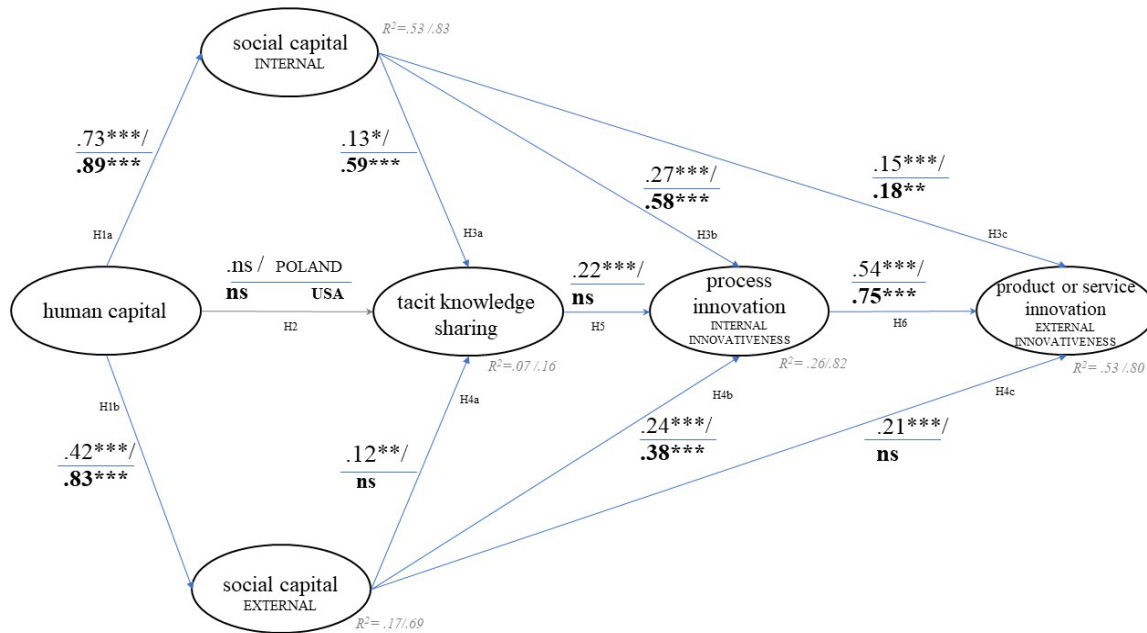 R²=.53 /.83
social capital
INTERNAL
.73***/
.89***
.13*/
.59***
.27***/
.58***
.15***/
.18**
H1a
H3a
H3b
H3c
human capital
.ns / POLAND
ns USA
H2
tacit knowledge
sharing
R²=.07 /.16
.22***/
ns
H5
process
innovation
INTERNAL
INNOVATIVENESS
R²= .26/.82
.54***/
.75***
H6
product or service
innovation
EXTERNAL
INNOVATIVENESS
R²= .53 /.80
H1b
H4a
H4b
H4c
.42***/
.83***
.12**/
ns
.24***/
.38***
.21***/
ns
social capital
EXTERNAL
R²= .17/.69